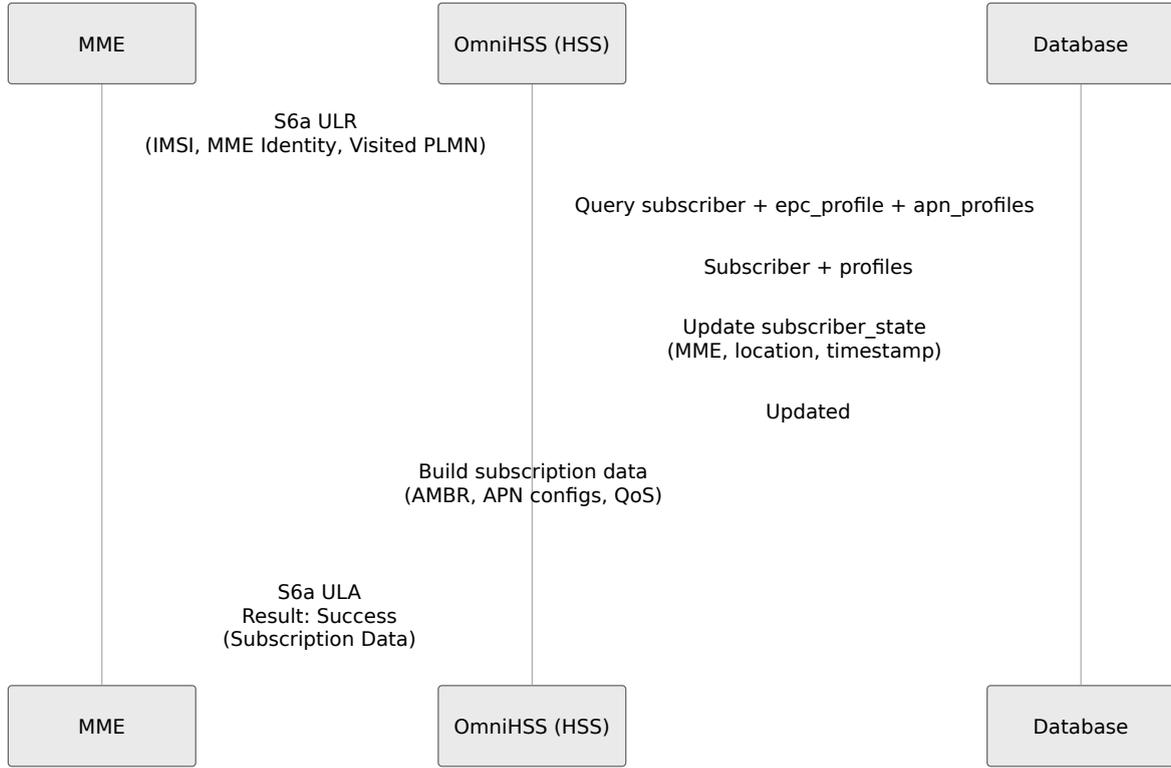 MME
OmniHSS (HSS)
Database
S6a ULR
(IMSI, MME Identity, Visited PLMN)
Query subscriber + epc_profile + apn_profiles
Subscriber + profiles
Update subscriber_state
(MME, location, timestamp)
Updated
Build subscription data
(AMBR, APN configs, QoS)
S6a ULA
Result: Success
(Subscription Data)
MME
OmniHSS (HSS)
Database